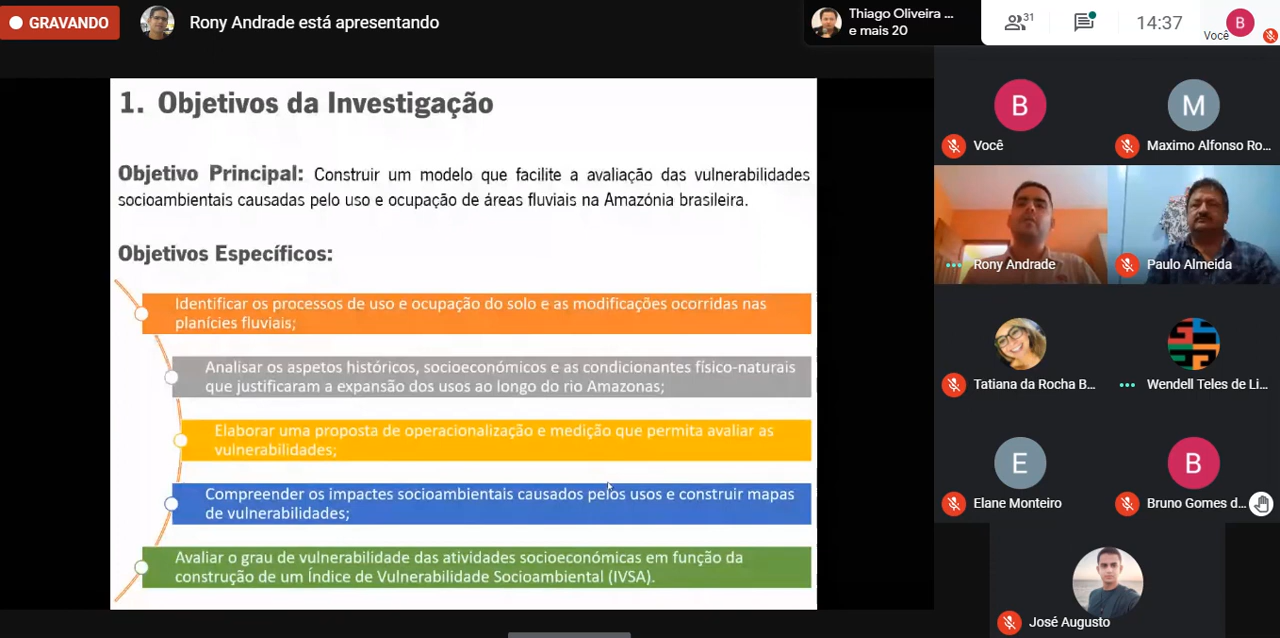 GRAVANDO
Rony Andrade está apresentando
Thiago Oliveira ...
e mais 20
31
14:37
B
Você
1. Objetivos da Investigação
Objetivo Principal: Construir um modelo que facilite a avaliação das vulnerabilidades
socioambientais causadas pelo uso e ocupação de áreas fluviais na Amazónia brasileira.
Objetivos Específicos:
Identificar os processos de uso e ocupação do solo e as modificações ocorridas nas
planícies fluviais;
Analisar os aspetos históricos, socioeconómicos e as condicionantes físico-naturais
que justificaram a expansão dos usos ao longo do rio Amazonas;
Elaborar uma proposta de operacionalização e medição que permita avaliar as
vulnerabilidades;
Compreender os impactes socioambientais causados pelos usos e construir mapas
de vulnerabilidades;
Avaliar o grau de vulnerabilidade das atividades socioeconómicas em função da
construção de um Índice de Vulnerabilidade Socioambiental (IVSA).
B
Você
M
Maximo Alfonso Ro...
Rony Andrade
Paulo Almeida
Tatiana da Rocha B...
Wendell Teles de Li...
E
Elane Monteiro
B
Bruno Gomes d...
José Augusto